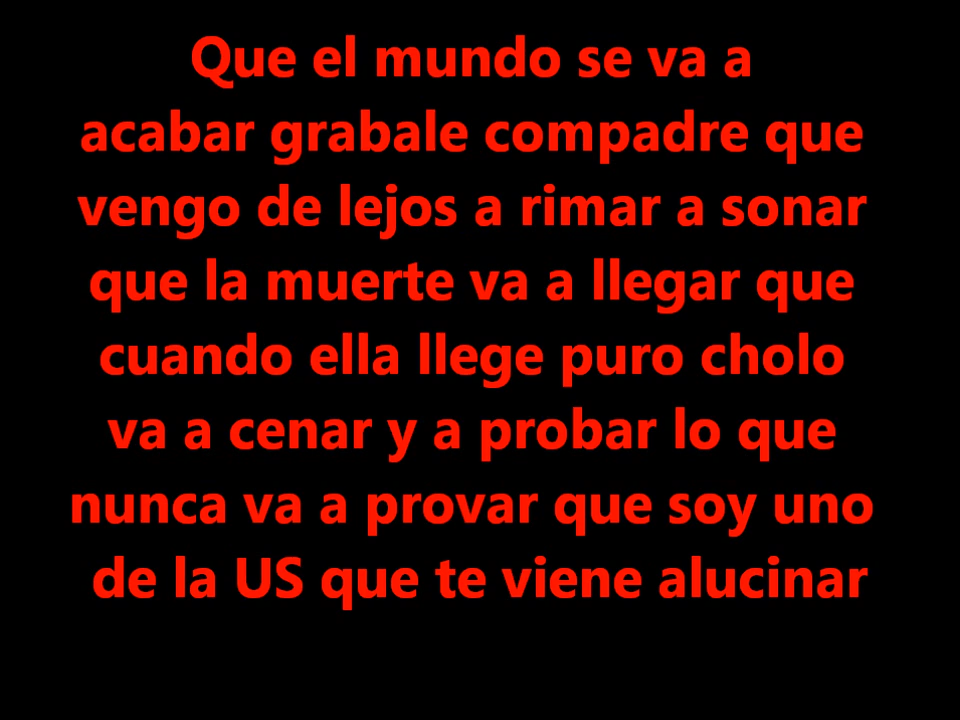 Que el mundo se va a
acabar grabale compadre que
vengo de lejos a rimar a sonar
que la muerte va a llegar que
cuando ella llege puro cholo
va a cenar y a probar lo que
nunca va a provar que soy uno
de la US que te viene alucinar